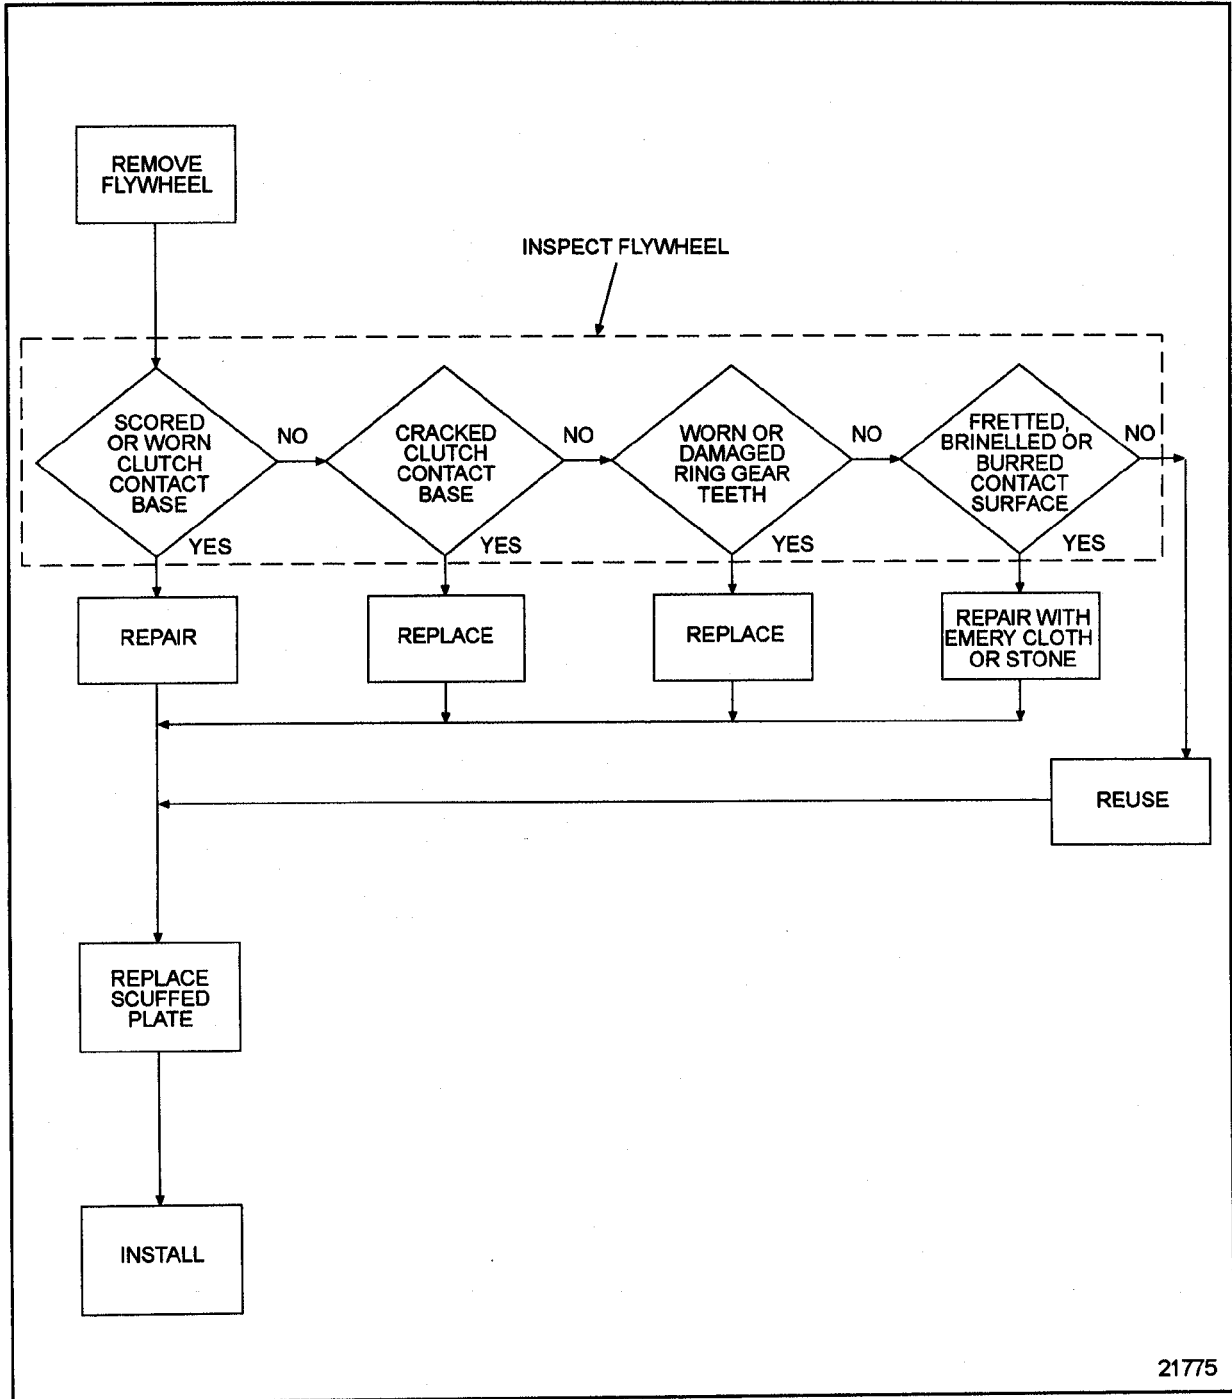 REMOVE
FLYWHEEL
INSPECT FLYWHEEL
SCORED
OR WORN
CLUTCH
CONTACT
BASE
NO
YES
CRACKED
CLUTCH
CONTACT
BASE
NO
YES
WORN OR
DAMAGED
RING GEAR
TEETH
NO
YES
FRETTED,
BRINELLED OR
BURRED
CONTACT
SURFACE
NO
YES
REPAIR
REPLACE
REPLACE
REPAIR WITH
EMERY CLOTH
OR STONE
REUSE
REPLACE
SCUFFED
PLATE
INSTALL
21775